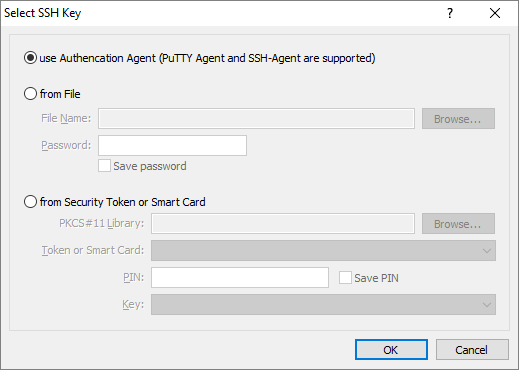 Select SSH Key
?
use Authencation Agent (PuTTY Agent and SSH-Agent are supported)
from File
File Name:
Browse...
Password:
Save password
from Security Token or Smart Card
PKCS#11 Library:
Browse...
Token or Smart Card:
PIN:
Save PIN
Key:
OK
Cancel